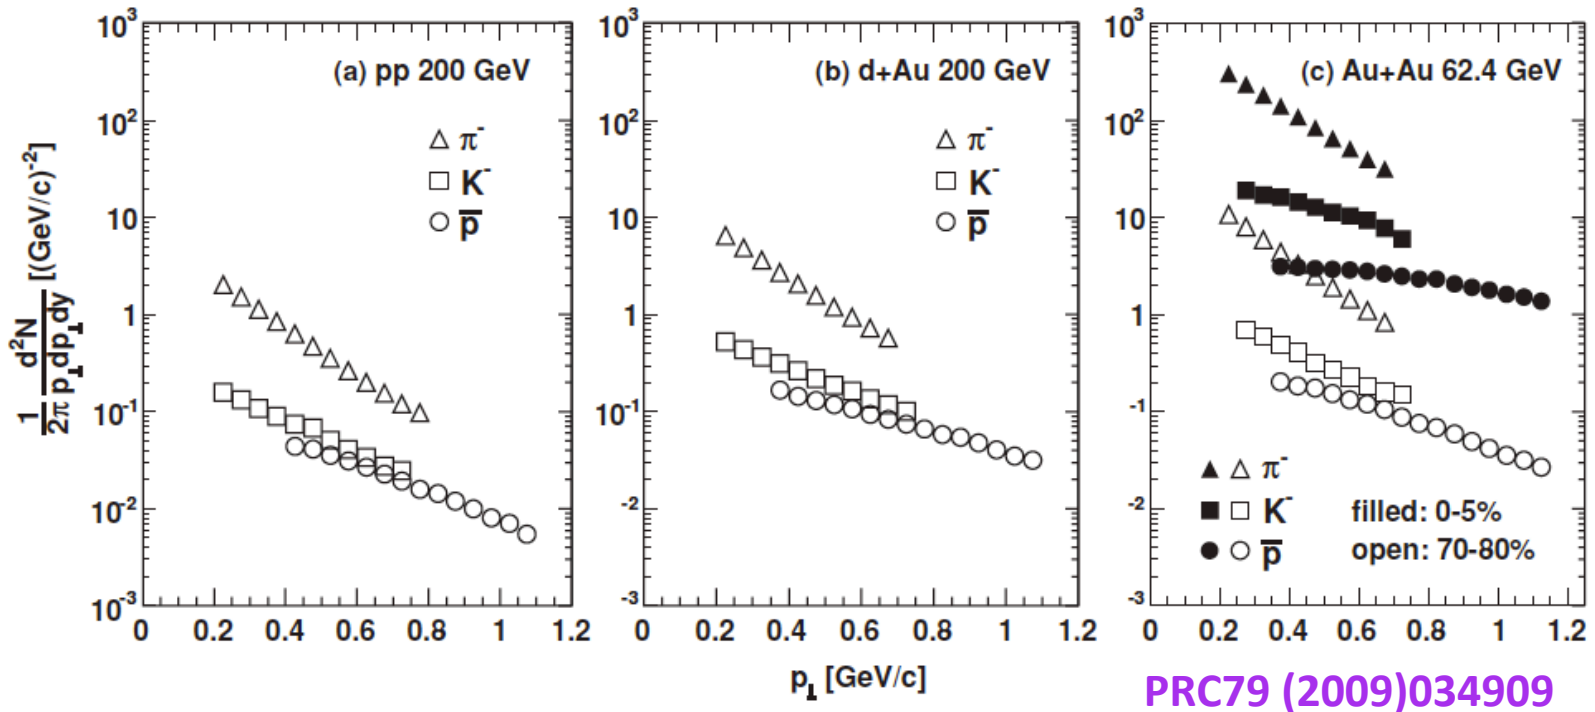 (a) pp 200 GeV
(b) d+Au 200 GeV
(c) Au+Au 62.4 GeV
1/2π d²N/p⊥dp⊥dy [(GeV/c)⁻²]
10³
10²
10
1
10⁻¹
10⁻²
10⁻³
π⁻
K⁻
p̅
0 0.2 0.4 0.6 0.8 1 1.2
10³
10²
10
1
10⁻¹
-2
-3
π⁻
K⁻
p̅
0 0.2 0.4 0.6 0.8 1 1.2
10³
10²
10
1
-1
-2
-3
π⁻
K⁻ filled: 0-5%
p̅ open: 70-80%
0 0.2 0.4 0.6 0.8 1 1.2
p⊥ [GeV/c]
PRC79 (2009)034909